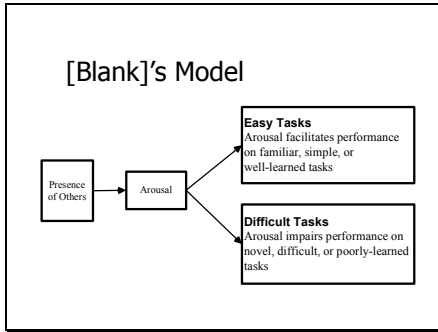 [Blank]'s Model
Easy Tasks
Arousal facilitates performance
on familiar, simple, or
well-learned tasks
Presence
of Others
Arousal
Difficult Tasks
Arousal impairs performance on
novel, difficult, or poorly-learned
tasks